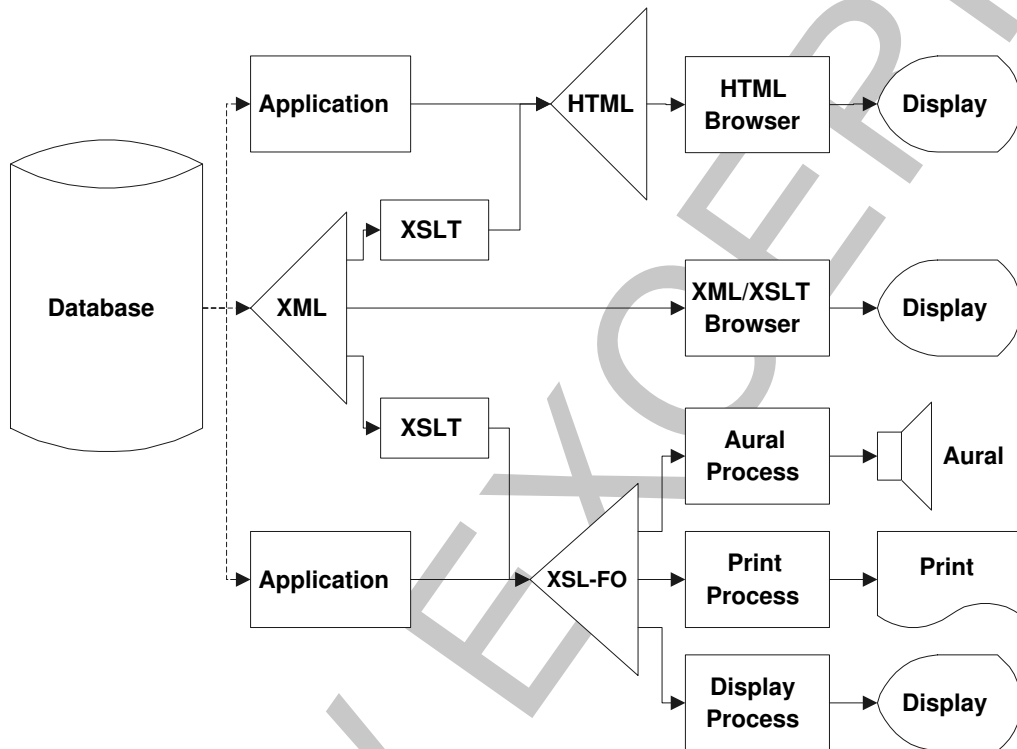 Application
HTML
HTML
Browser
Display
XSLT
Database
XML
XML/XSLT
Browser
Display
XSLT
Aural
Process
Aural
Application
XSL-FO
Print
Process
Print
Display
Process
Display
EXCERP